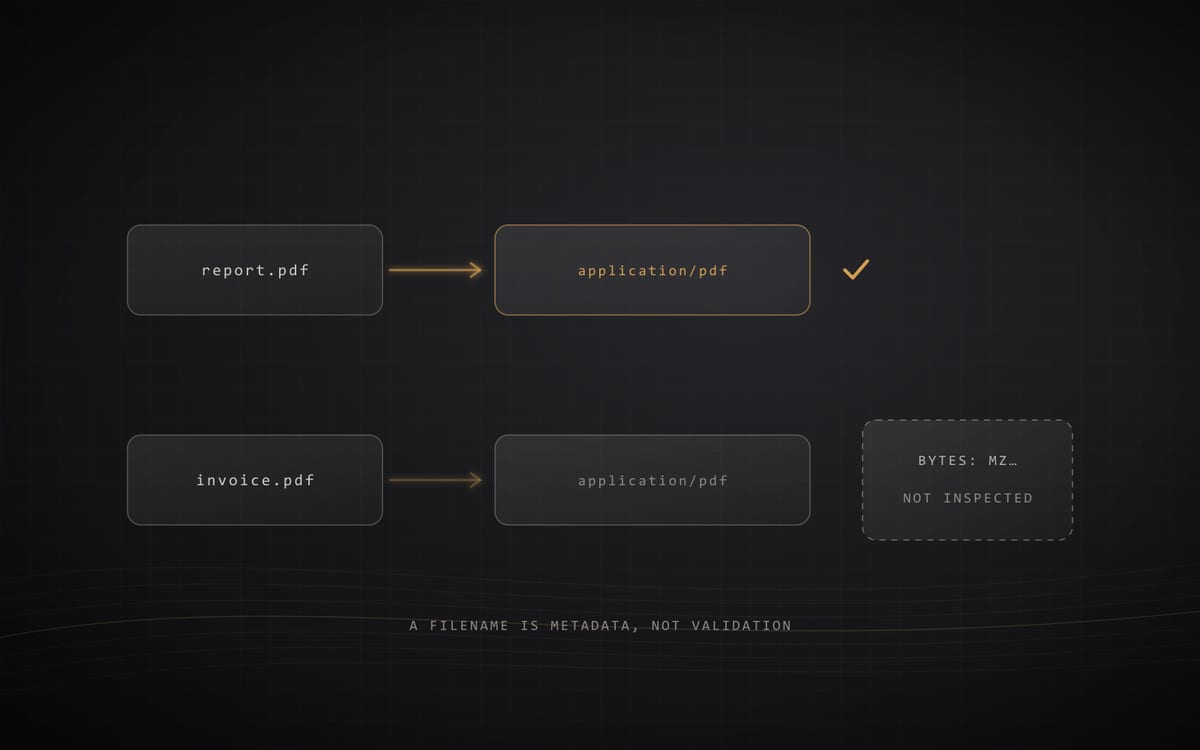 report.pdf
application/pdf
invoice.pdf
application/pdf
BYTES: MZ…
NOT INSPECTED
A FILENAME IS METADATA, NOT VALIDATION